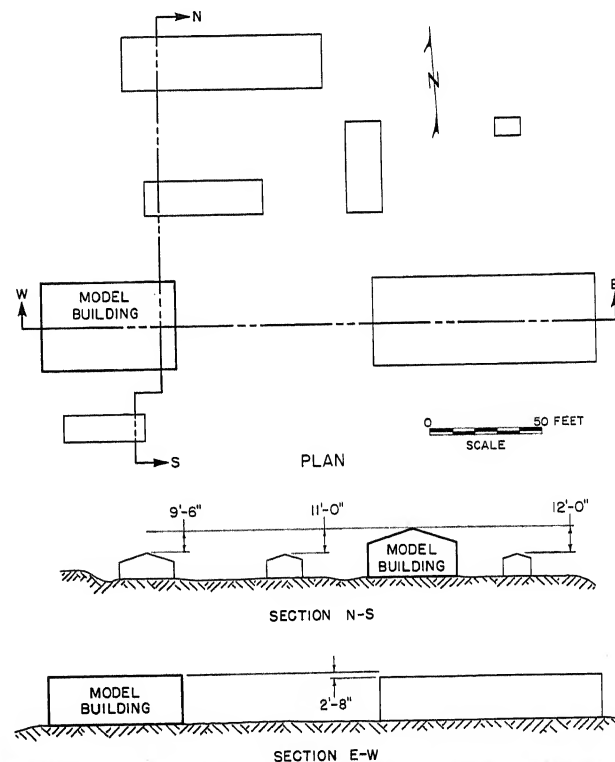 N
N
W
MODEL
BUILDING
E
0 50 FEET
SCALE
S
PLAN
9'-6"
11'-0"
12'-0"
MODEL
BUILDING
SECTION N-S
MODEL
BUILDING
2'-8"
SECTION E-W